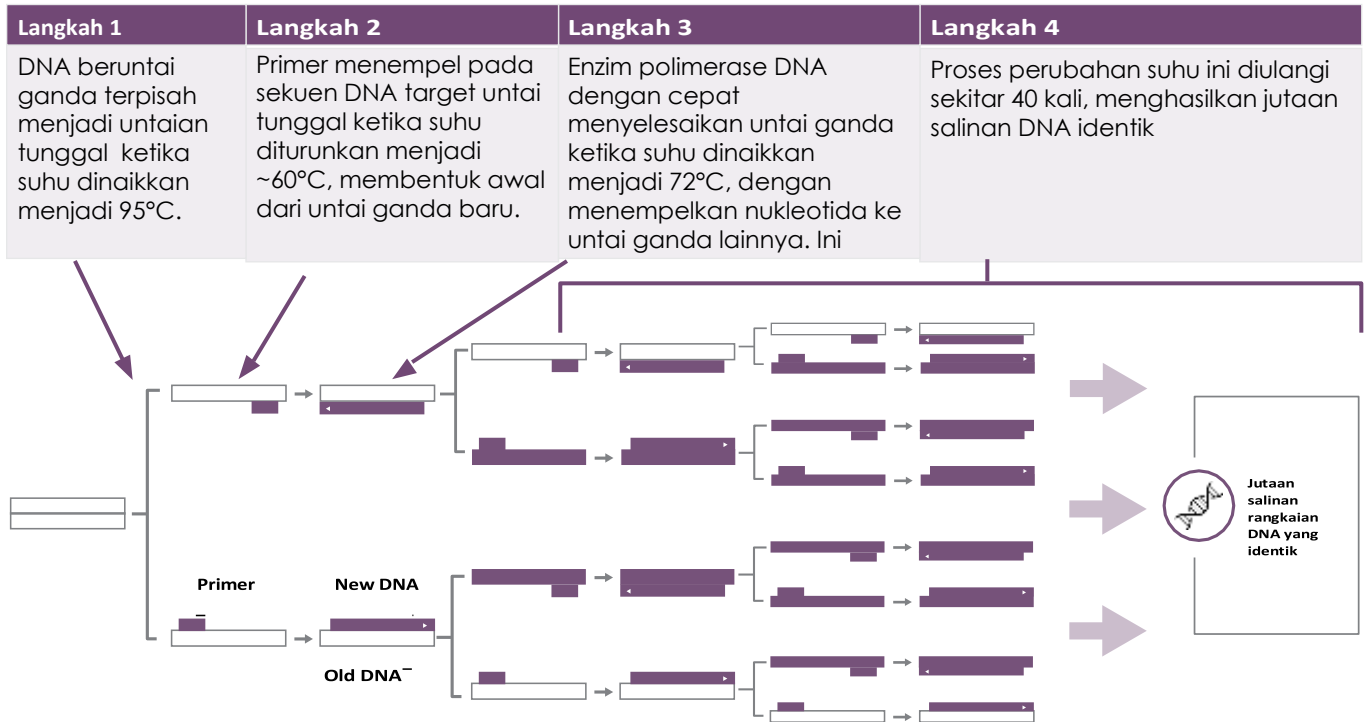 Langkah 1
Langkah 2
Langkah 3
Langkah 4
DNA beruntai
ganda terpisah
menjadi untaian
tunggal ketika
suhu dinaikkan
menjadi 95°C.
Primer menempel pada
sekuen DNA target untai
tunggal ketika suhu
diturunkan menjadi
~60°C, membentuk awal
dari untai ganda baru.
Enzim polimerase DNA
dengan cepat
menyelesaikan untai ganda
ketika suhu dinaikkan
menjadi 72°C, dengan
menempelkan nukleotida ke
untai ganda lainnya. Ini
Proses perubahan suhu ini diulangi
sekitar 40 kali, menghasilkan jutaan
salinan DNA identik
Primer
New DNA
Old DNA
Jutaan
salinan
rangkaian
DNA yang
identik